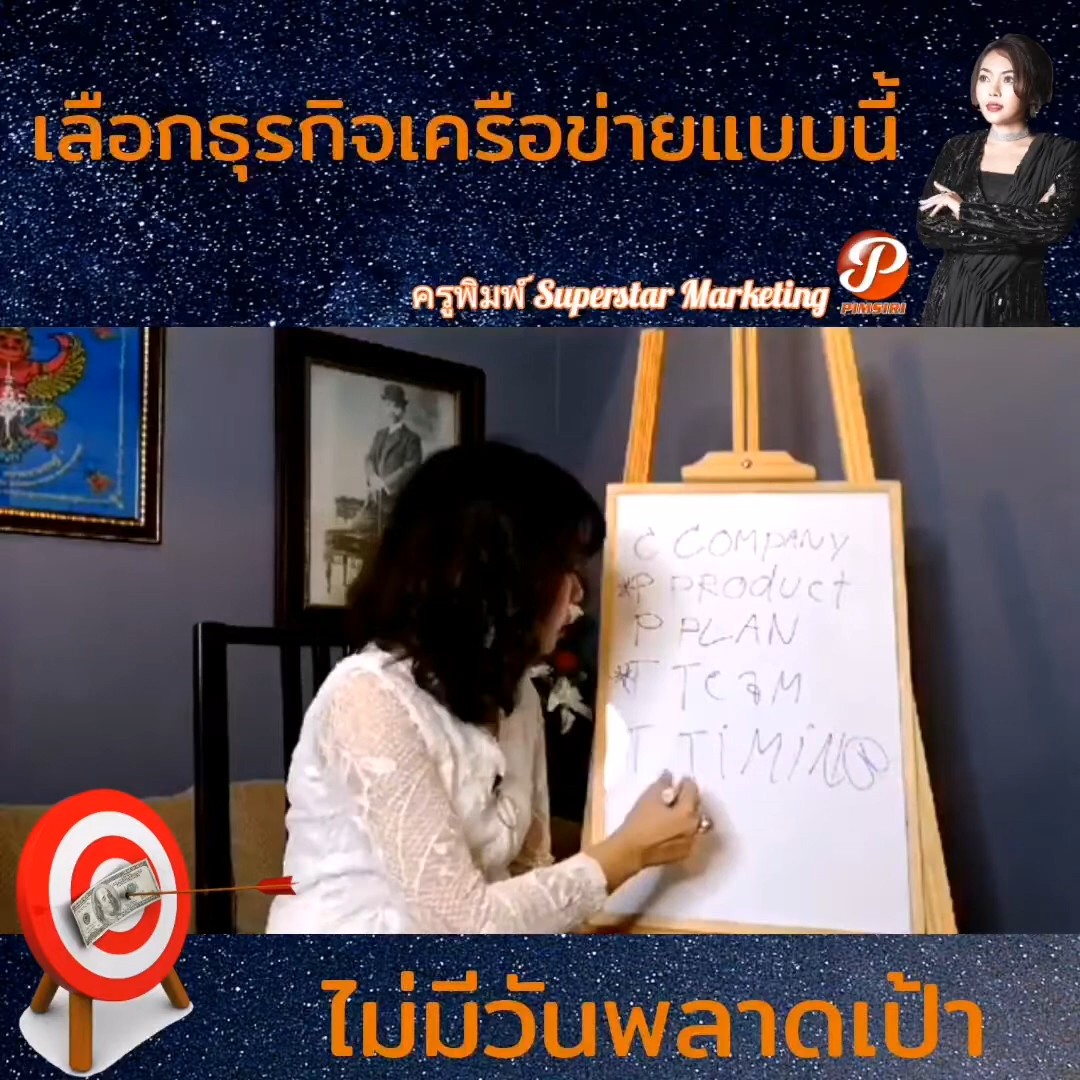 เลือกธุรกิจเครือข่ายแบบนี้
ครูพิมพ์ Superstar Marketing
P
PIMSIRI
C COMPANY
*P PRODUCT
P PLAN
*T TeaM
T TiMiNG
ไม่มีวันพลาดเป้า